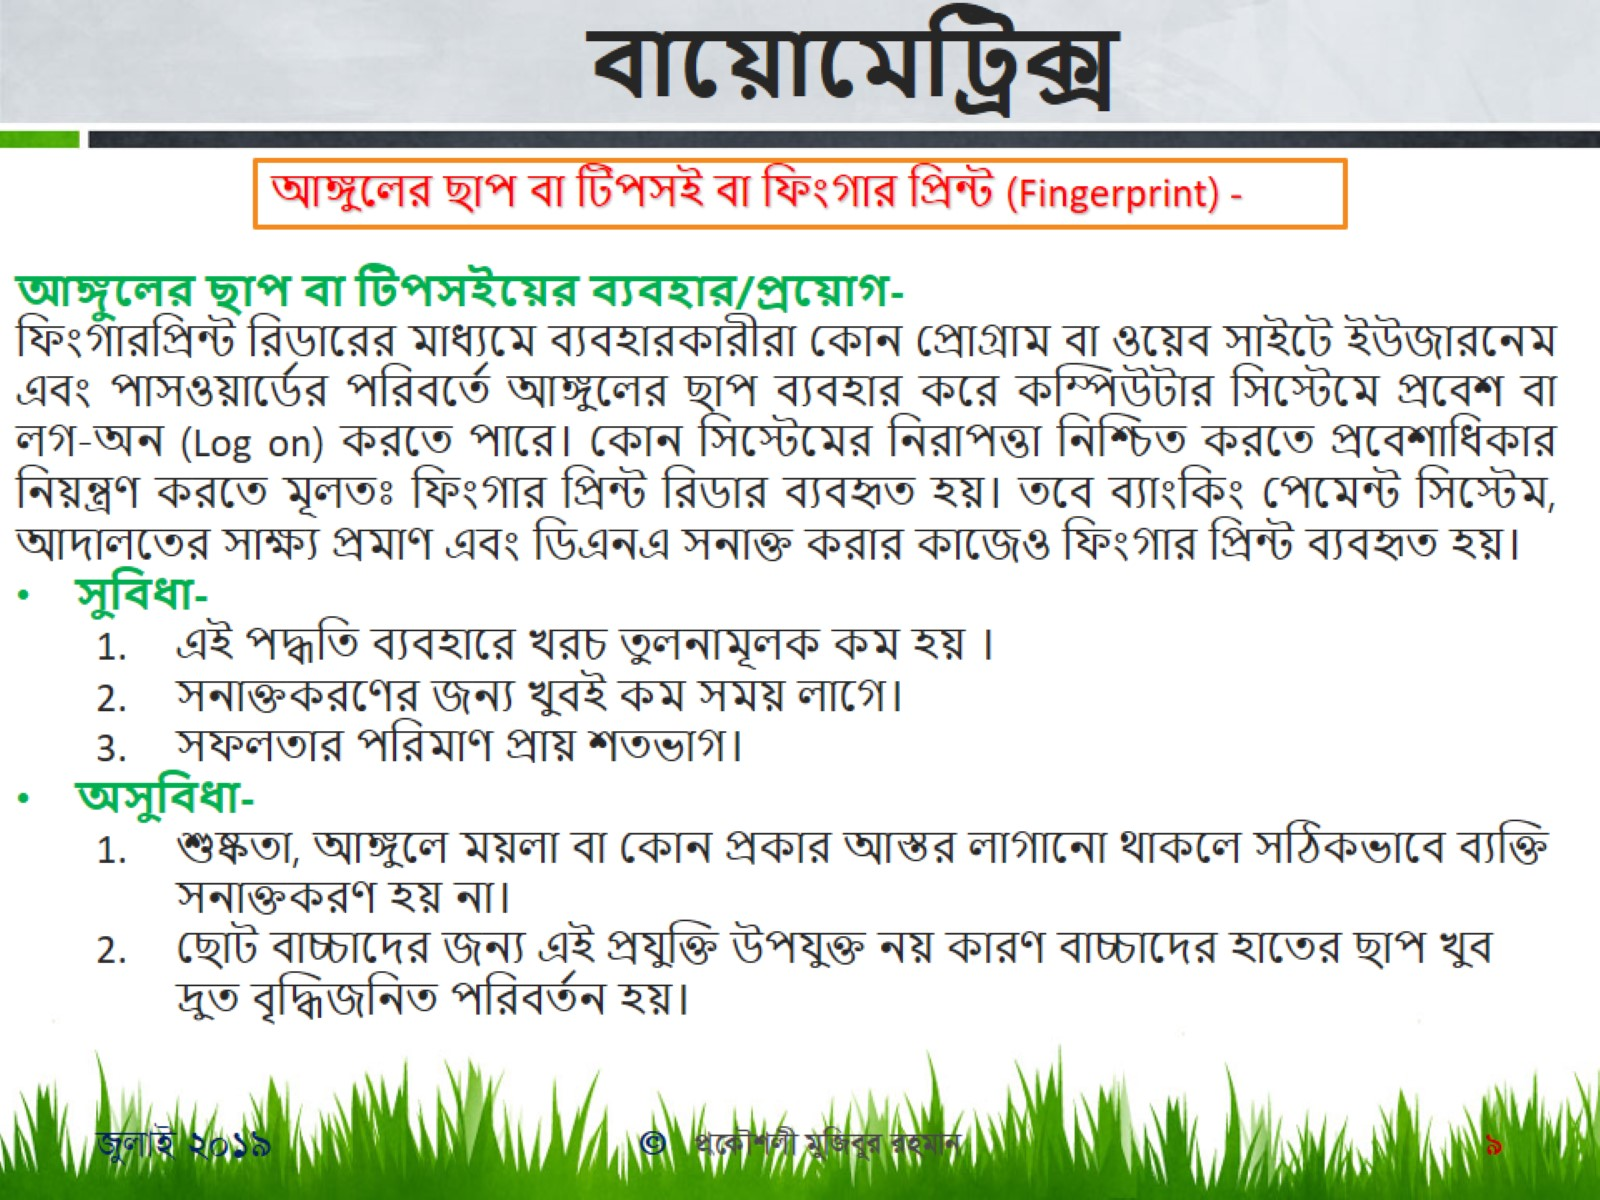 বায়োমেট্রিক্স
আঙ্গুলের ছাপ বা টিপসই বা ফিংগার প্রিন্ট (Fingerprint) -
আঙ্গুলের ছাপ বা টিপসইয়ের ব্যবহার/প্রয়োগ-
ফিংগারপ্রিন্ট রিডারের মাধ্যমে ব্যবহারকারীরা কোন প্রোগ্রাম বা ওয়েব সাইটে ইউজারনেম
এবং পাসওয়ার্ডের পরিবর্তে আঙ্গুলের ছাপ ব্যবহার করে কম্পিউটার সিস্টেমে প্রবেশ বা
লগ-অন (Log on) করতে পারে। কোন সিস্টেমের নিরাপত্তা নিশ্চিত করতে প্রবেশাধিকার
নিয়ন্ত্রণ করতে মূলতঃ ফিংগার প্রিন্ট রিডার ব্যবহৃত হয়। তবে ব্যাংকিং পেমেন্ট সিস্টেম,
আদালতের সাক্ষ্য প্রমাণ এবং ডিএনএ সনাক্ত করার কাজেও ফিংগার প্রিন্ট ব্যবহৃত হয়।
• সুবিধা-
1. এই পদ্ধতি ব্যবহারে খরচ তুলনামূলক কম হয় ।
2. সনাক্তকরণের জন্য খুবই কম সময় লাগে।
3. সফলতার পরিমাণ প্রায় শতভাগ।
• অসুবিধা-
1. শুষ্কতা, আঙ্গুলে ময়লা বা কোন প্রকার আস্তর লাগানো থাকলে সঠিকভাবে ব্যক্তি
সনাক্তকরণ হয় না।
2. ছোট বাচ্চাদের জন্য এই প্রযুক্তি উপযুক্ত নয় কারণ বাচ্চাদের হাতের ছাপ খুব
দ্রুত বৃদ্ধিজনিত পরিবর্তন হয়।
জুলাই ২০১৯ © প্রকৌশলী মুজিবুর রহমান ৯